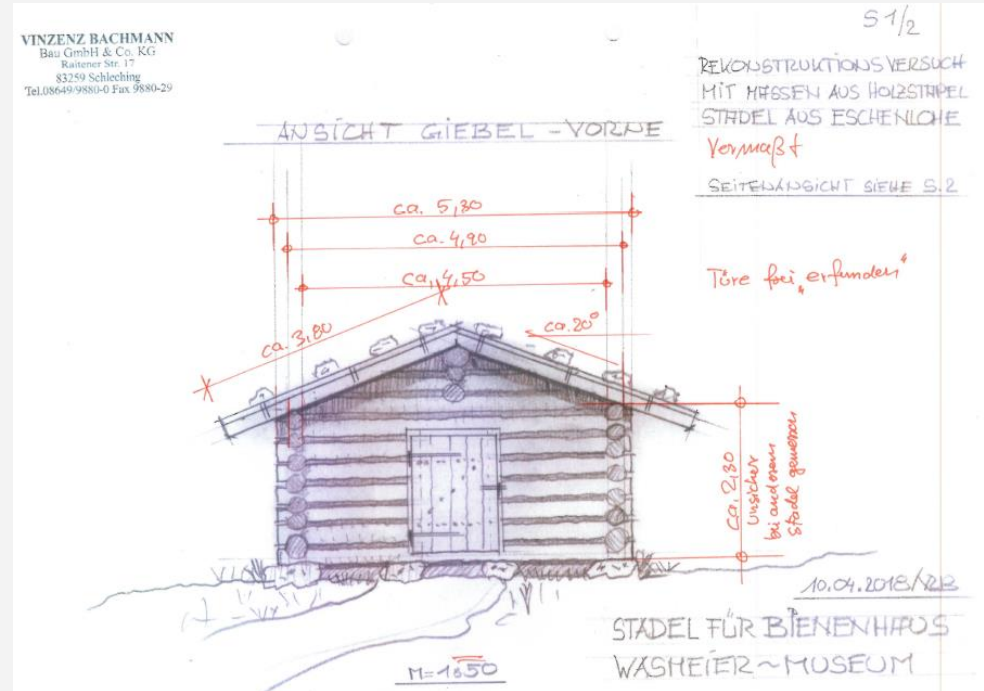 VINZENZ BACHMANN
Bau GmbH & Co. KG
Raitener Str. 17
83259 Schleching
Tel.08649/9880-0 Fax 9880-29
S 1/2
REKONSTRUKTIONSVERSUCH
MIT MASSEN AUS HOLZSTAPEL
STADEL AUS ESCHENLOHE
Vermaßt
SEITENANSICHT SIEHE S.2
ANSICHT GIEBEL - VORNE
ca. 5,30
ca. 4,90
ca. 4,50
ca. 3,80
ca. 20°
Türe frei „erfunden"
ca. 2,30
unsicher
bei anderem
Stadel gemessen
10.04.2018/
STADEL FÜR BIENENHAUS
WASMEIER ~ MUSEUM
M=1:50